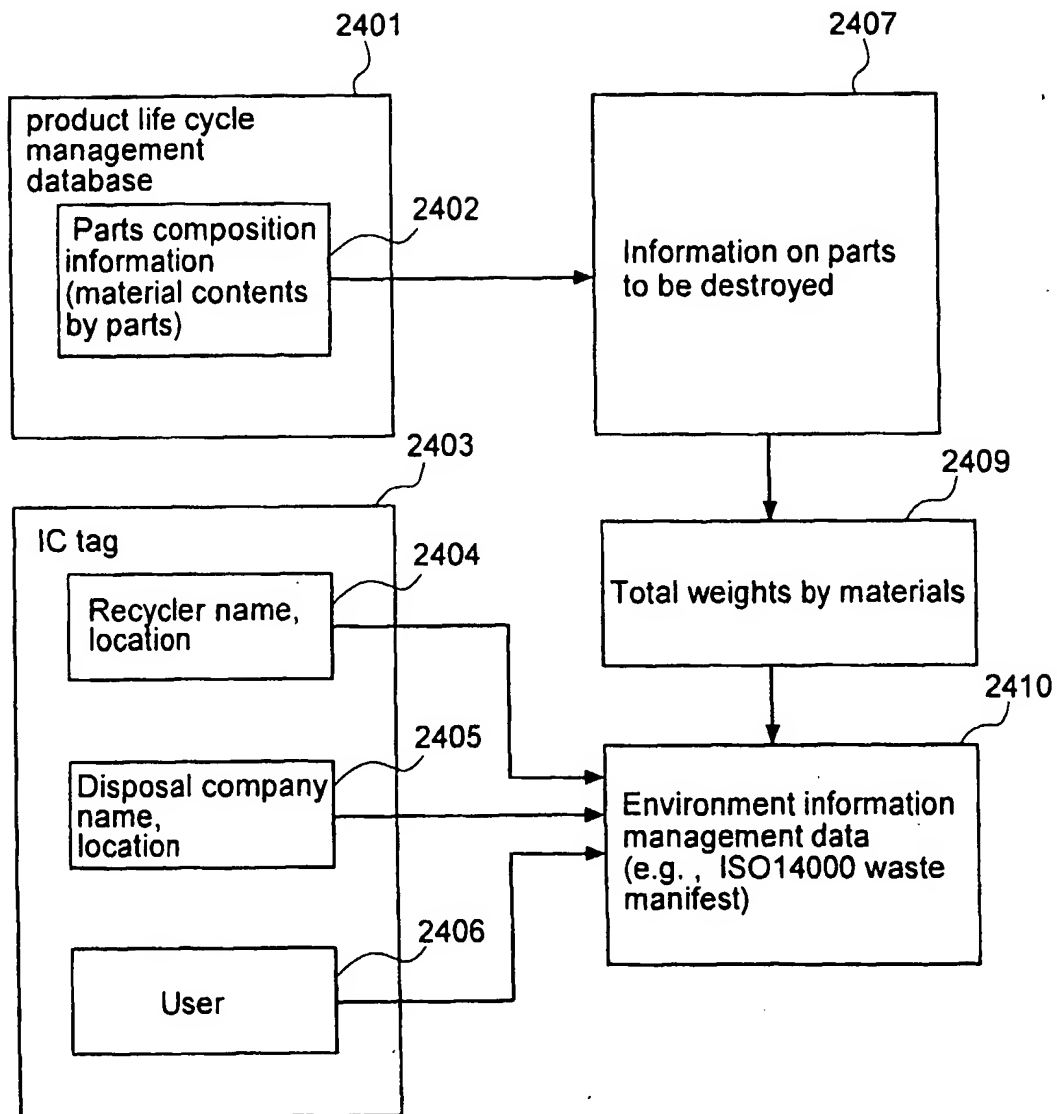 2401
2407
product life cycle
management
database
2402
Parts composition
information
(material contents
by parts)
Information on parts
to be destroyed
2403
2409
IC tag
2404
Recycler name,
location
Total weights by materials
2410
2405
Disposal company
name,
location
Environment information
management data
(e.g. , ISO14000 waste
manifest)
2406
User